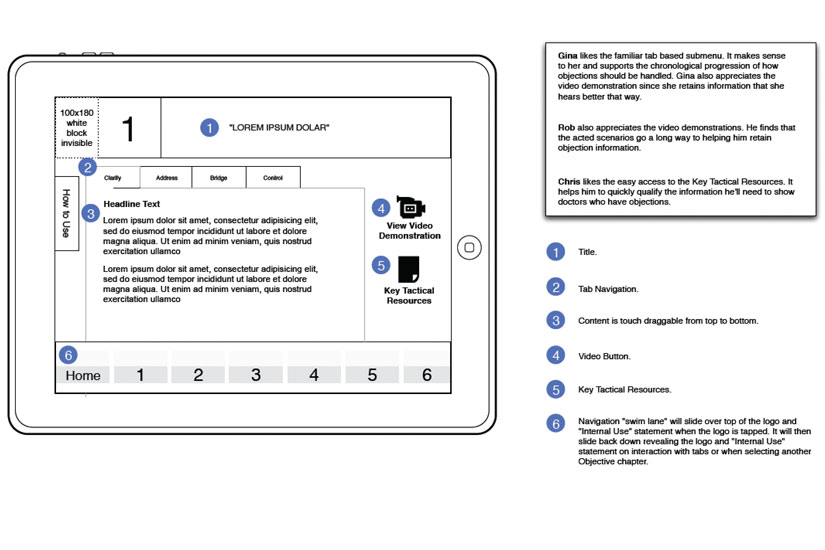 100x180
white
block
invisible
1
1
"LOREM IPSUM DOLAR"
2
Clarify
Address
Bridge
Control
How to Use
3
Headline Text
Lorem ipsum dolor sit amet, consectetur adipisicing elit,
sed do eiusmod tempor incididunt ut labore et dolore
magna aliqua. Ut enim ad minim veniam, quis nostrud
exercitation ullamco
Lorem ipsum dolor sit amet, consectetur adipisicing elit,
sed do eiusmod tempor incididunt ut labore et dolore
magna aliqua. Ut enim ad minim veniam, quis nostrud
exercitation ullamco
4
View Video
Demonstration
5
Key Tactical
Resources
6
Home
1
2
3
4
5
6
Gina likes the familiar tab based submenu. It makes sense
to her and supports the chronological progression of how
objections should be handled. Gina also appreciates the
video demonstration since she retains information that she
hears better that way.
Rob also appreciates the video demonstrations. He finds that
the acted scenarios go a long way to helping him retain
objection information.
Chris likes the easy access to the Key Tactical Resources. It
helps him to quickly qualify the information he'll need to show
doctors who have objections.
1 Title.
2 Tab Navigation.
3 Content is touch draggable from top to bottom.
4 Video Button.
5 Key Tactical Resources.
6 Navigation "swim lane" will slide over top of the logo and
"Internal Use" statement when the logo is tapped. It will then
slide back down revealing the logo and "Internal Use"
statement on interaction with tabs or when selecting another
Objective chapter.